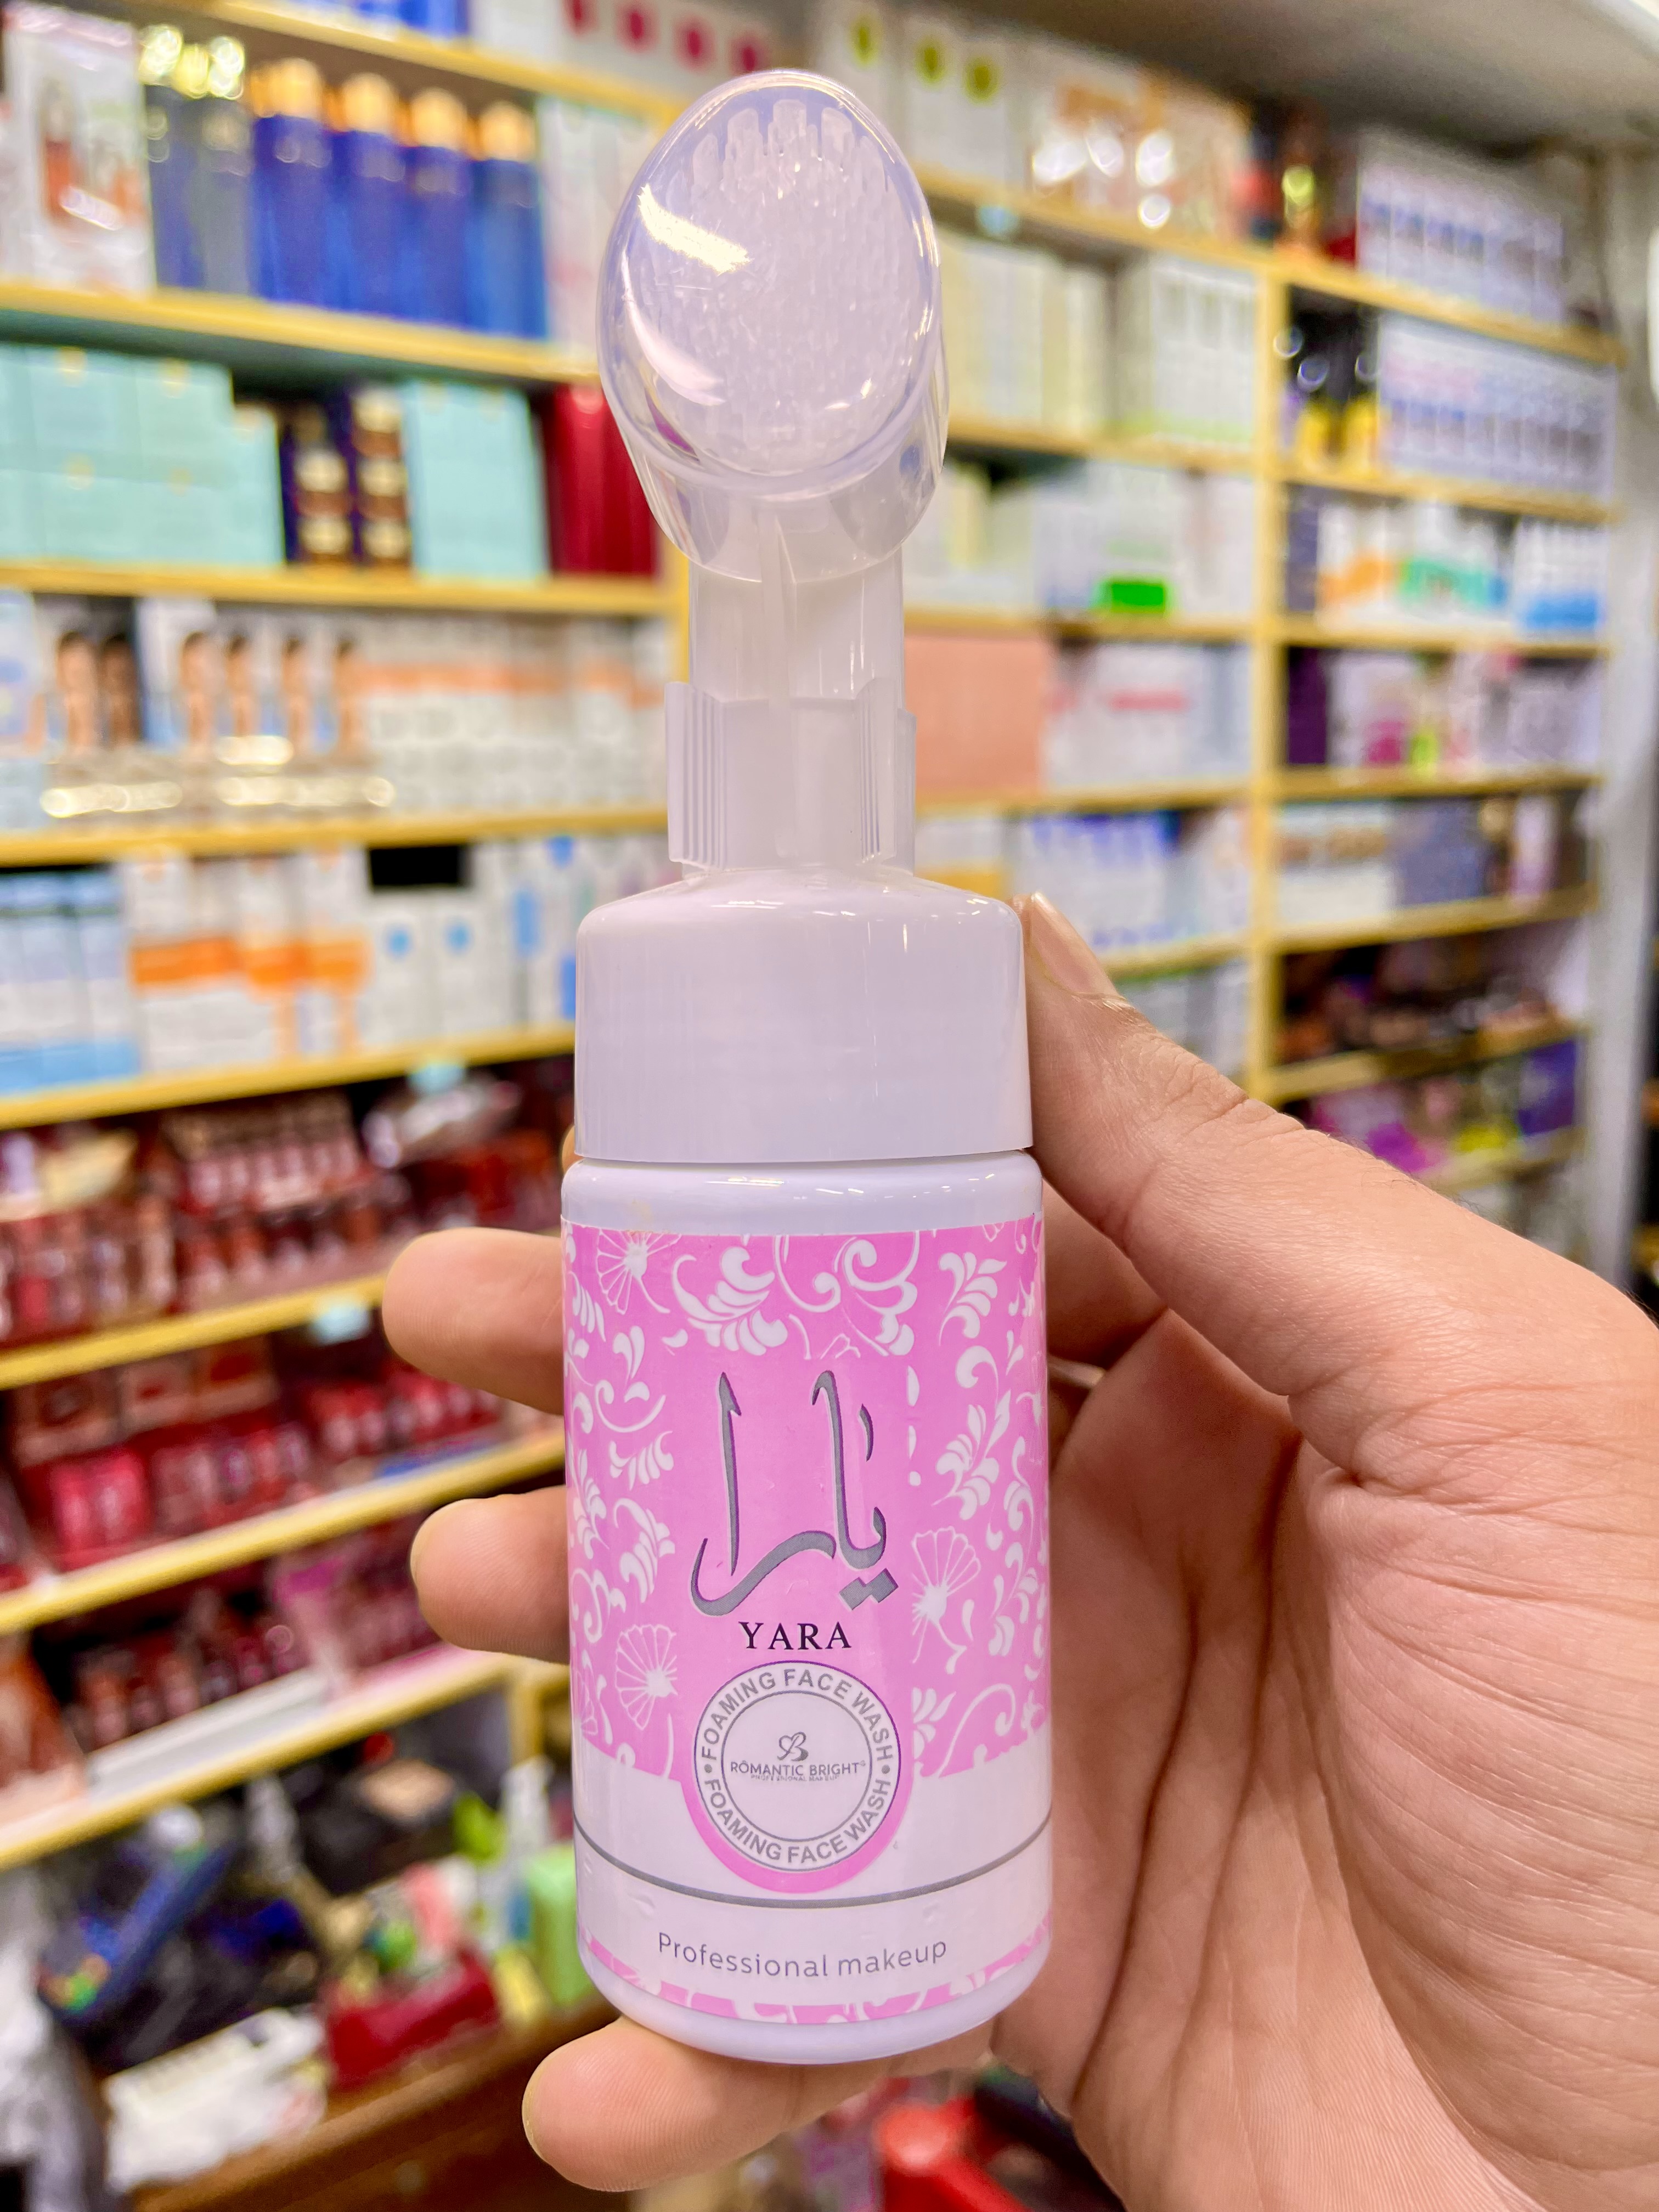 يارا
YARA
FOAMING FACE WASH
ROMANTIC BRIGHT
FOAMING FACE WASH
Professional makeup